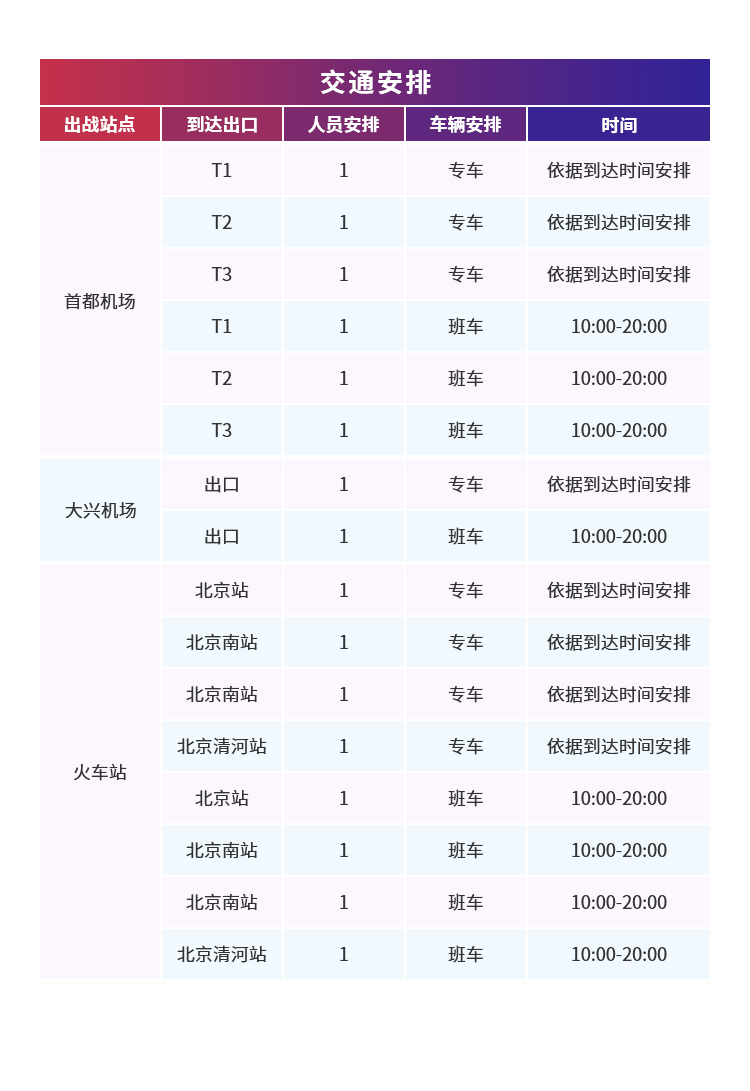 交通安排
出战站点 到达出口 人员安排 车辆安排 时间
首都机场
T1 1 专车 依据到达时间安排
T2 1 专车 依据到达时间安排
T3 1 专车 依据到达时间安排
T1 1 班车 10:00-20:00
T2 1 班车 10:00-20:00
T3 1 班车 10:00-20:00
大兴机场
出口 1 专车 依据到达时间安排
出口 1 班车 10:00-20:00
火车站
北京站 1 专车 依据到达时间安排
北京南站 1 专车 依据到达时间安排
北京南站 1 专车 依据到达时间安排
北京清河站 1 专车 依据到达时间安排
北京站 1 班车 10:00-20:00
北京南站 1 班车 10:00-20:00
北京南站 1 班车 10:00-20:00
北京清河站 1 班车 10:00-20:00